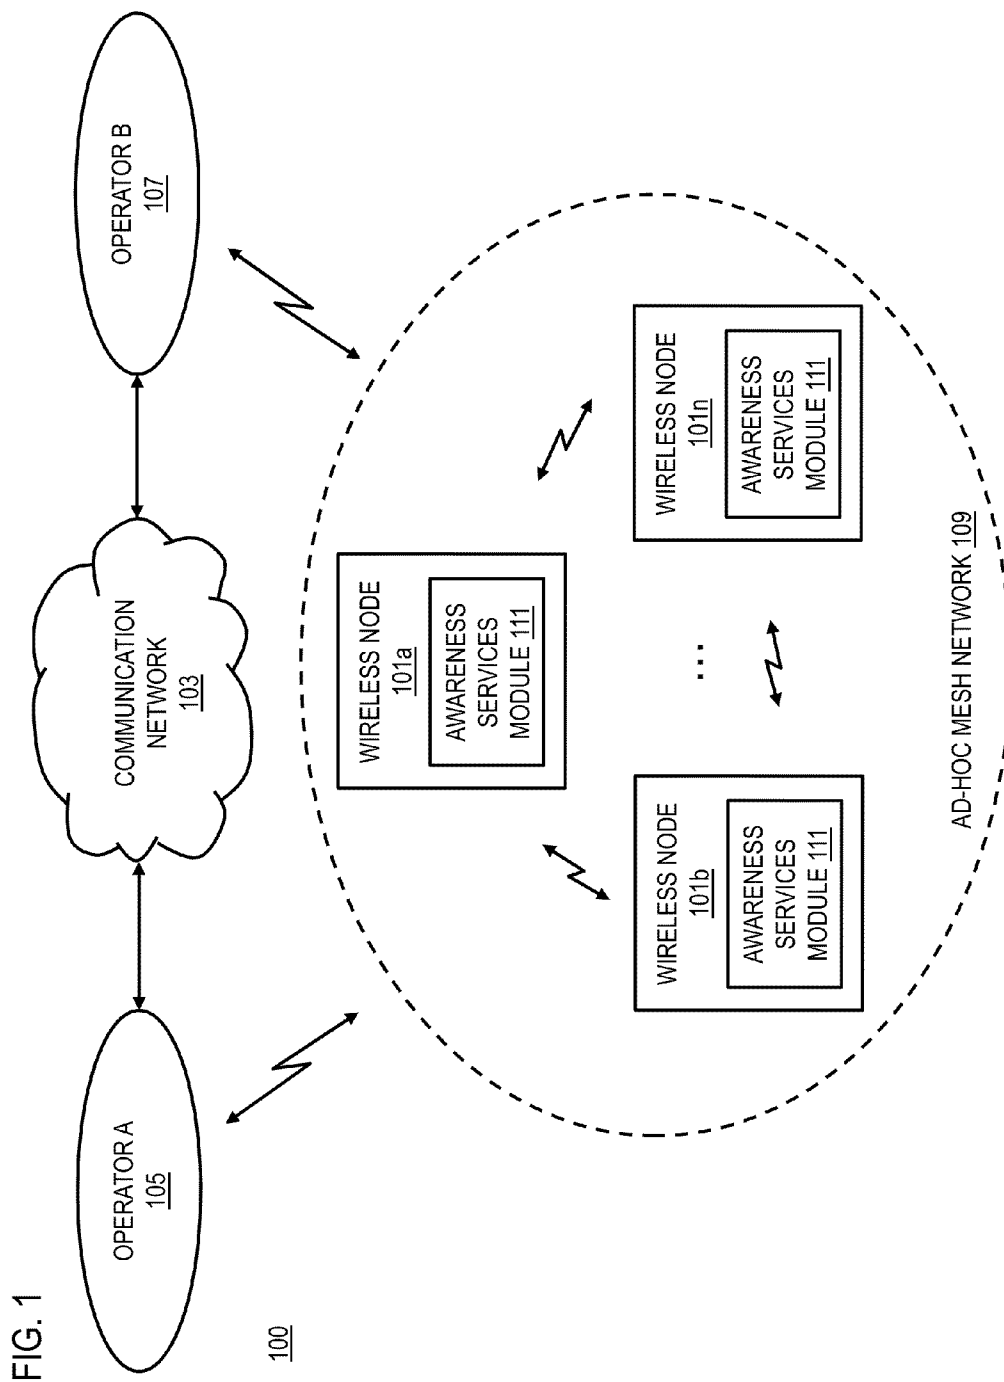 FIG. 1
100
OPERATOR A
105
COMMUNICATION
NETWORK
103
OPERATOR B
107
WIRELESS NODE
101a
AWARENESS
SERVICES
MODULE 111
...
WIRELESS NODE
101b
AWARENESS
SERVICES
MODULE 111
WIRELESS NODE
101n
AWARENESS
SERVICES
MODULE 111
AD-HOC MESH NETWORK 109